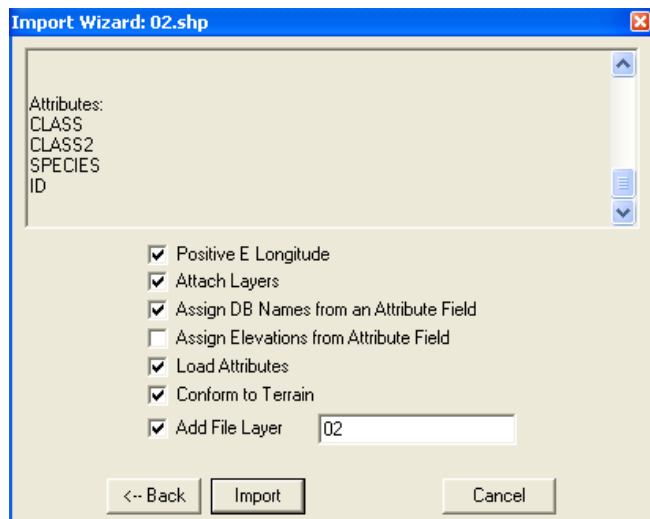 Import Wizard: 02.shp
Attributes:
CLASS
CLASS2
SPECIES
ID
Positive E Longitude
Attach Layers
Assign DB Names from an Attribute Field
Assign Elevations from Attribute Field
Load Attributes
Conform to Terrain
Add File Layer 02
<-- Back Import Cancel